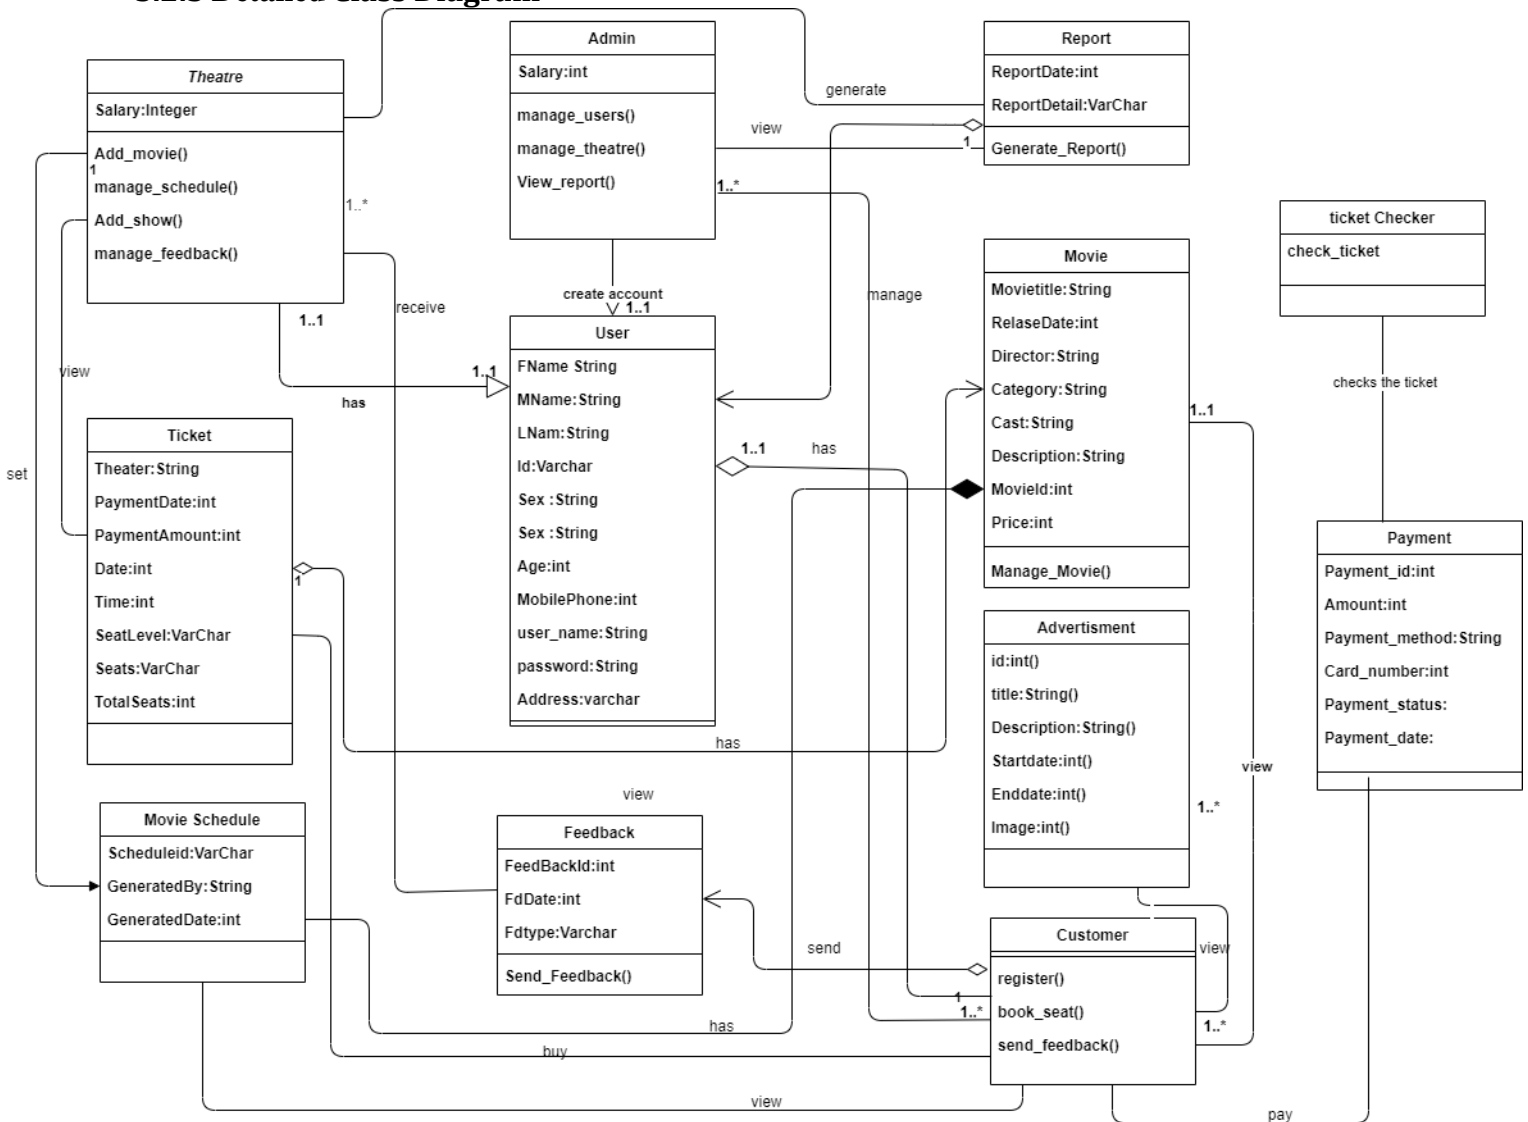 Detailed Class Diagram
Theatre
Salary:Integer
Add_movie()
1
manage_schedule()
Add_show()
manage_feedback()
1..*
1..1
Admin
Salary:int
manage_users()
manage_theatre()
View_report()
1..*
view
generate
1
Report
ReportDate:int
ReportDetail:VarChar
Generate_Report()
create account
1..1
receive
manage
view
has
1..1
set
User
FName String
MName:String
LNam:String
Id:Varchar
Sex :String
Sex :String
Age:int
MobilePhone:int
user_name:String
password:String
Address:varchar
1..1
has
Movie
Movietitle:String
RelaseDate:int
Director:String
Category:String
Cast:String
Description:String
MovieId:int
Price:int
Manage_Movie()
1..1
ticket Checker
check_ticket
checks the ticket
Ticket
Theater:String
PaymentDate:int
PaymentAmount:int
Date:int
1
Time:int
SeatLevel:VarChar
Seats:VarChar
TotalSeats:int
has
Payment
Payment_id:int
Amount:int
Payment_method:String
Card_number:int
Payment_status:
Payment_date:
Advertisment
id:int()
title:String()
Description:String()
Startdate:int()
Enddate:int()
Image:int()
1..*
view
Movie Schedule
Scheduleid:VarChar
GeneratedBy:String
GeneratedDate:int
view
Feedback
FeedBackId:int
FdDate:int
Fdtype:Varchar
Send_Feedback()
send
Customer
register()
book_seat()
send_feedback()
view
1
1..*
1..*
has
buy
view
pay